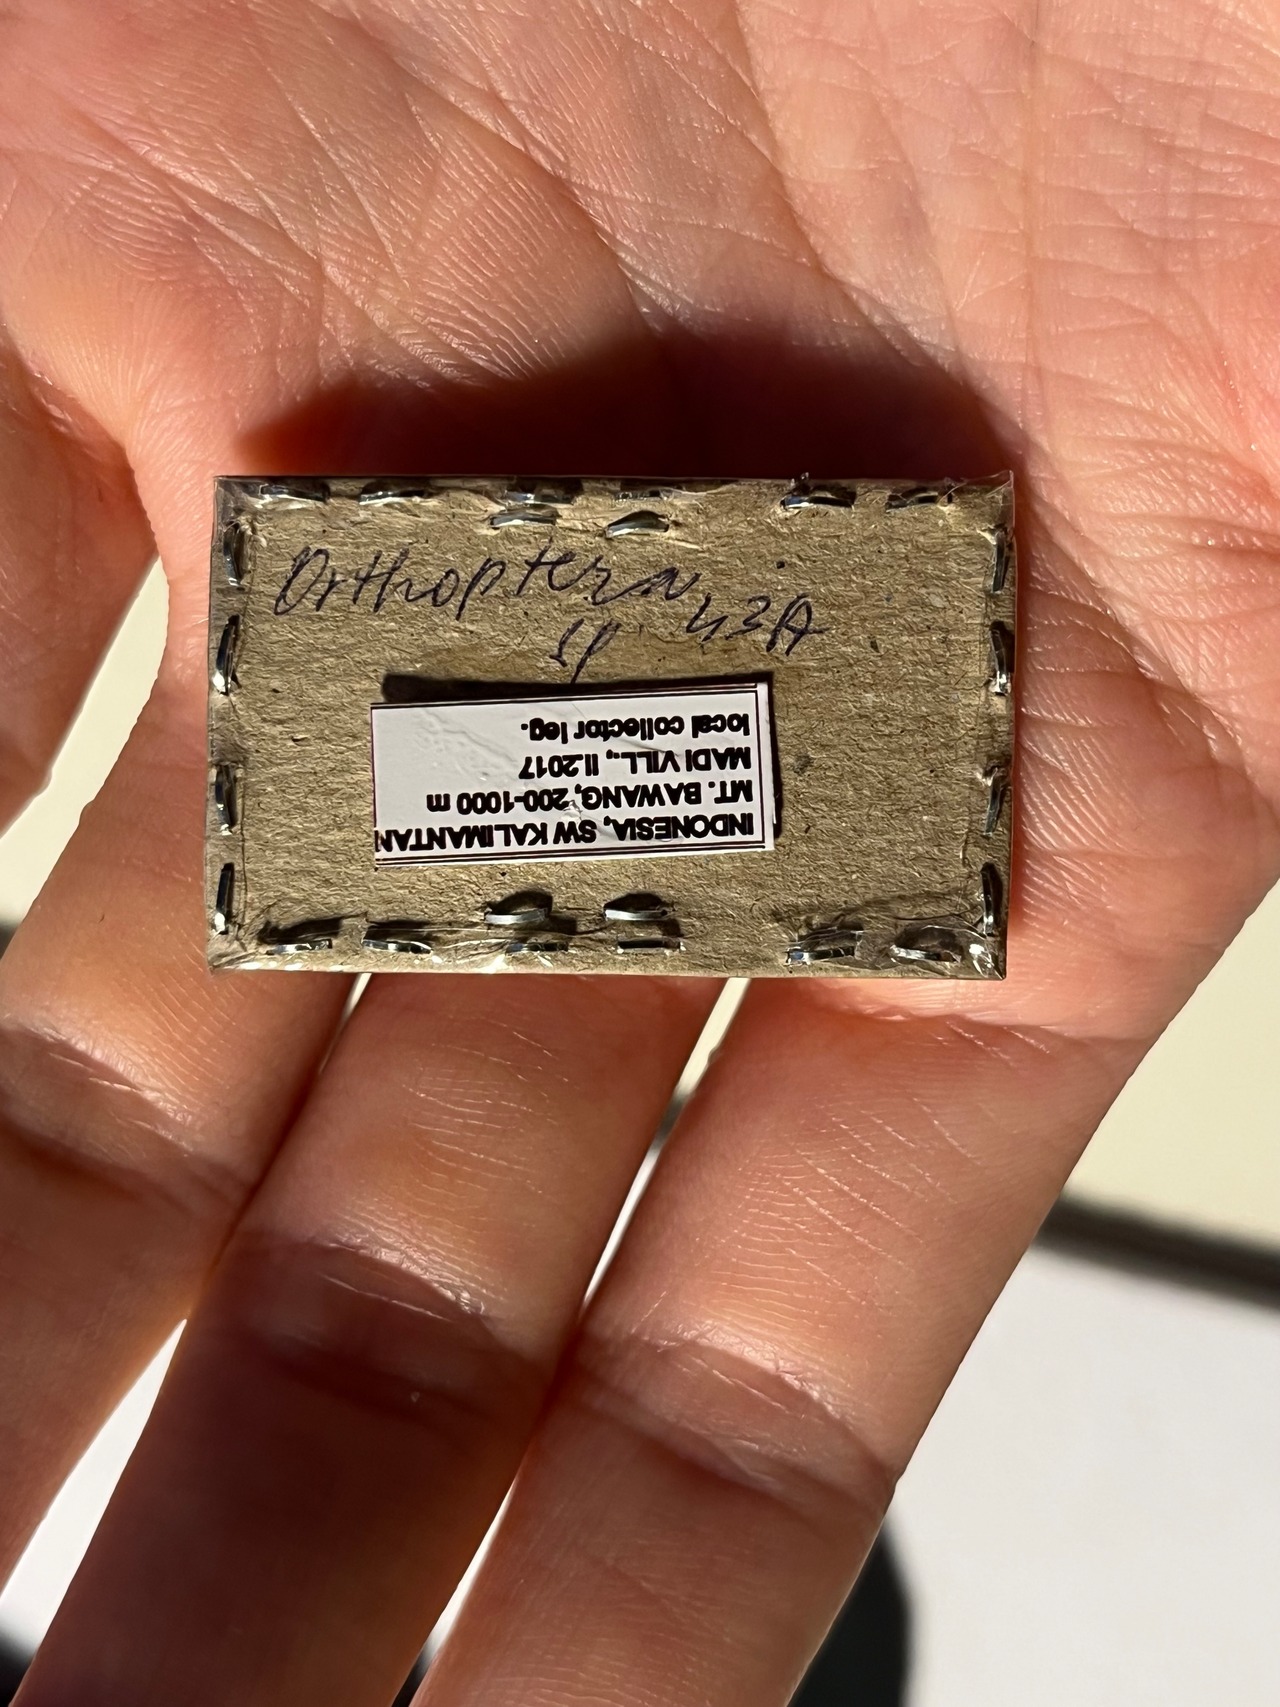 Orthoptera
sp 43A
INDONESIA, SW KALIMANTAN
MT. BAWANG, 200-1000 m
MADI VILL., II.2017
local collector leg.